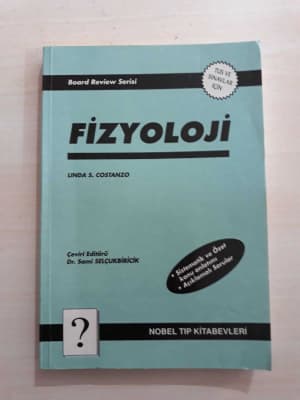 Board Review Serisi
TUS VE
SINAVLAR
İÇİN
FİZYOLOJİ
LINDA S. COSTANZO
Çeviri Editörü
Dr. Sami SELÇUKBİRİCİK
• Sistematik ve Özet
konu anlatımı
• Açıklamalı Sorular
?
NOBEL TIP KİTABEVLERİ